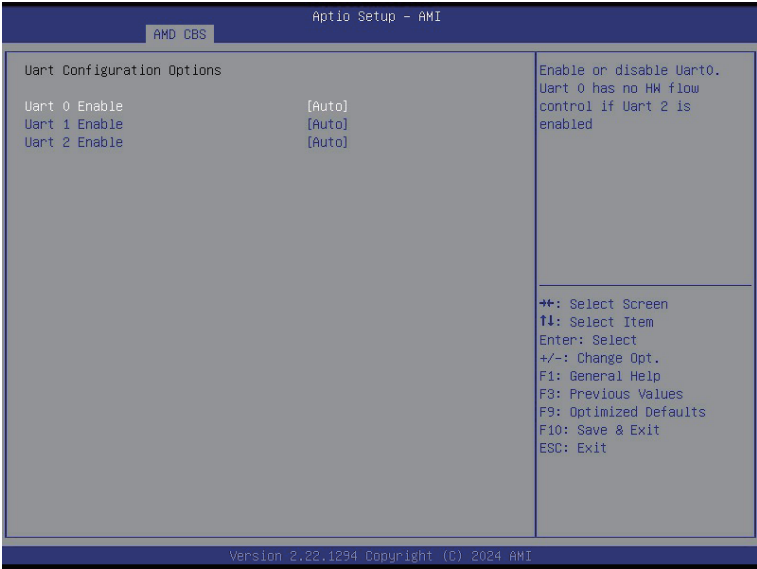 Aptio Setup – AMI
AMD CBS
Uart Configuration Options
Uart 0 Enable [Auto]
Uart 1 Enable [Auto]
Uart 2 Enable [Auto]
Enable or disable Uart0.
Uart 0 has no HW flow
control if Uart 2 is
enabled
→←: Select Screen
↑↓: Select Item
Enter: Select
+/-: Change Opt.
F1: General Help
F3: Previous Values
F9: Optimized Defaults
F10: Save & Exit
ESC: Exit
Version 2.22.1294 Copyright (C) 2024 AMI